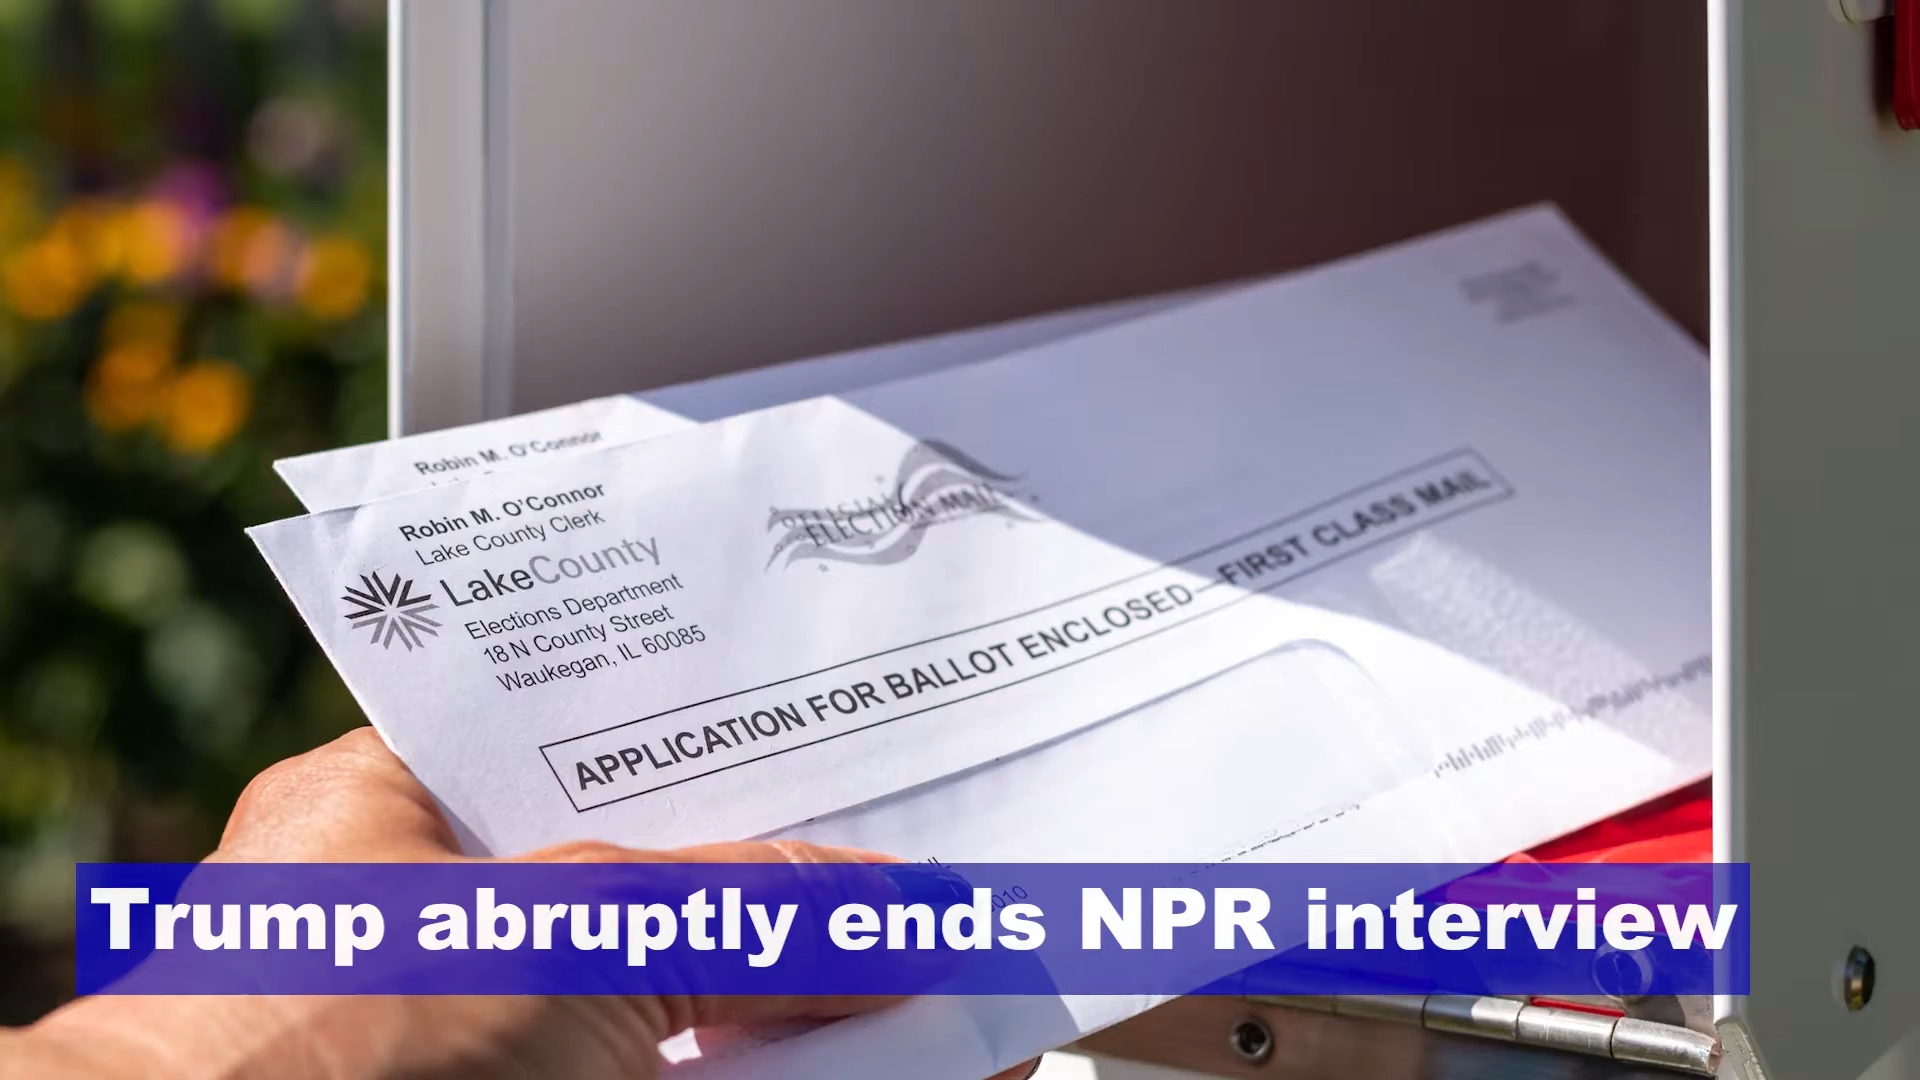 Robin M. O'Connor
Robin M. O'Connor
Lake County Clerk
LakeCounty
Elections Department
18 N County Street
Waukegan, IL 60085
OFFICIAL
ELECTION MAIL
APPLICATION FOR BALLOT ENCLOSED—FIRST CLASS MAIL
Trump abruptly ends NPR interview